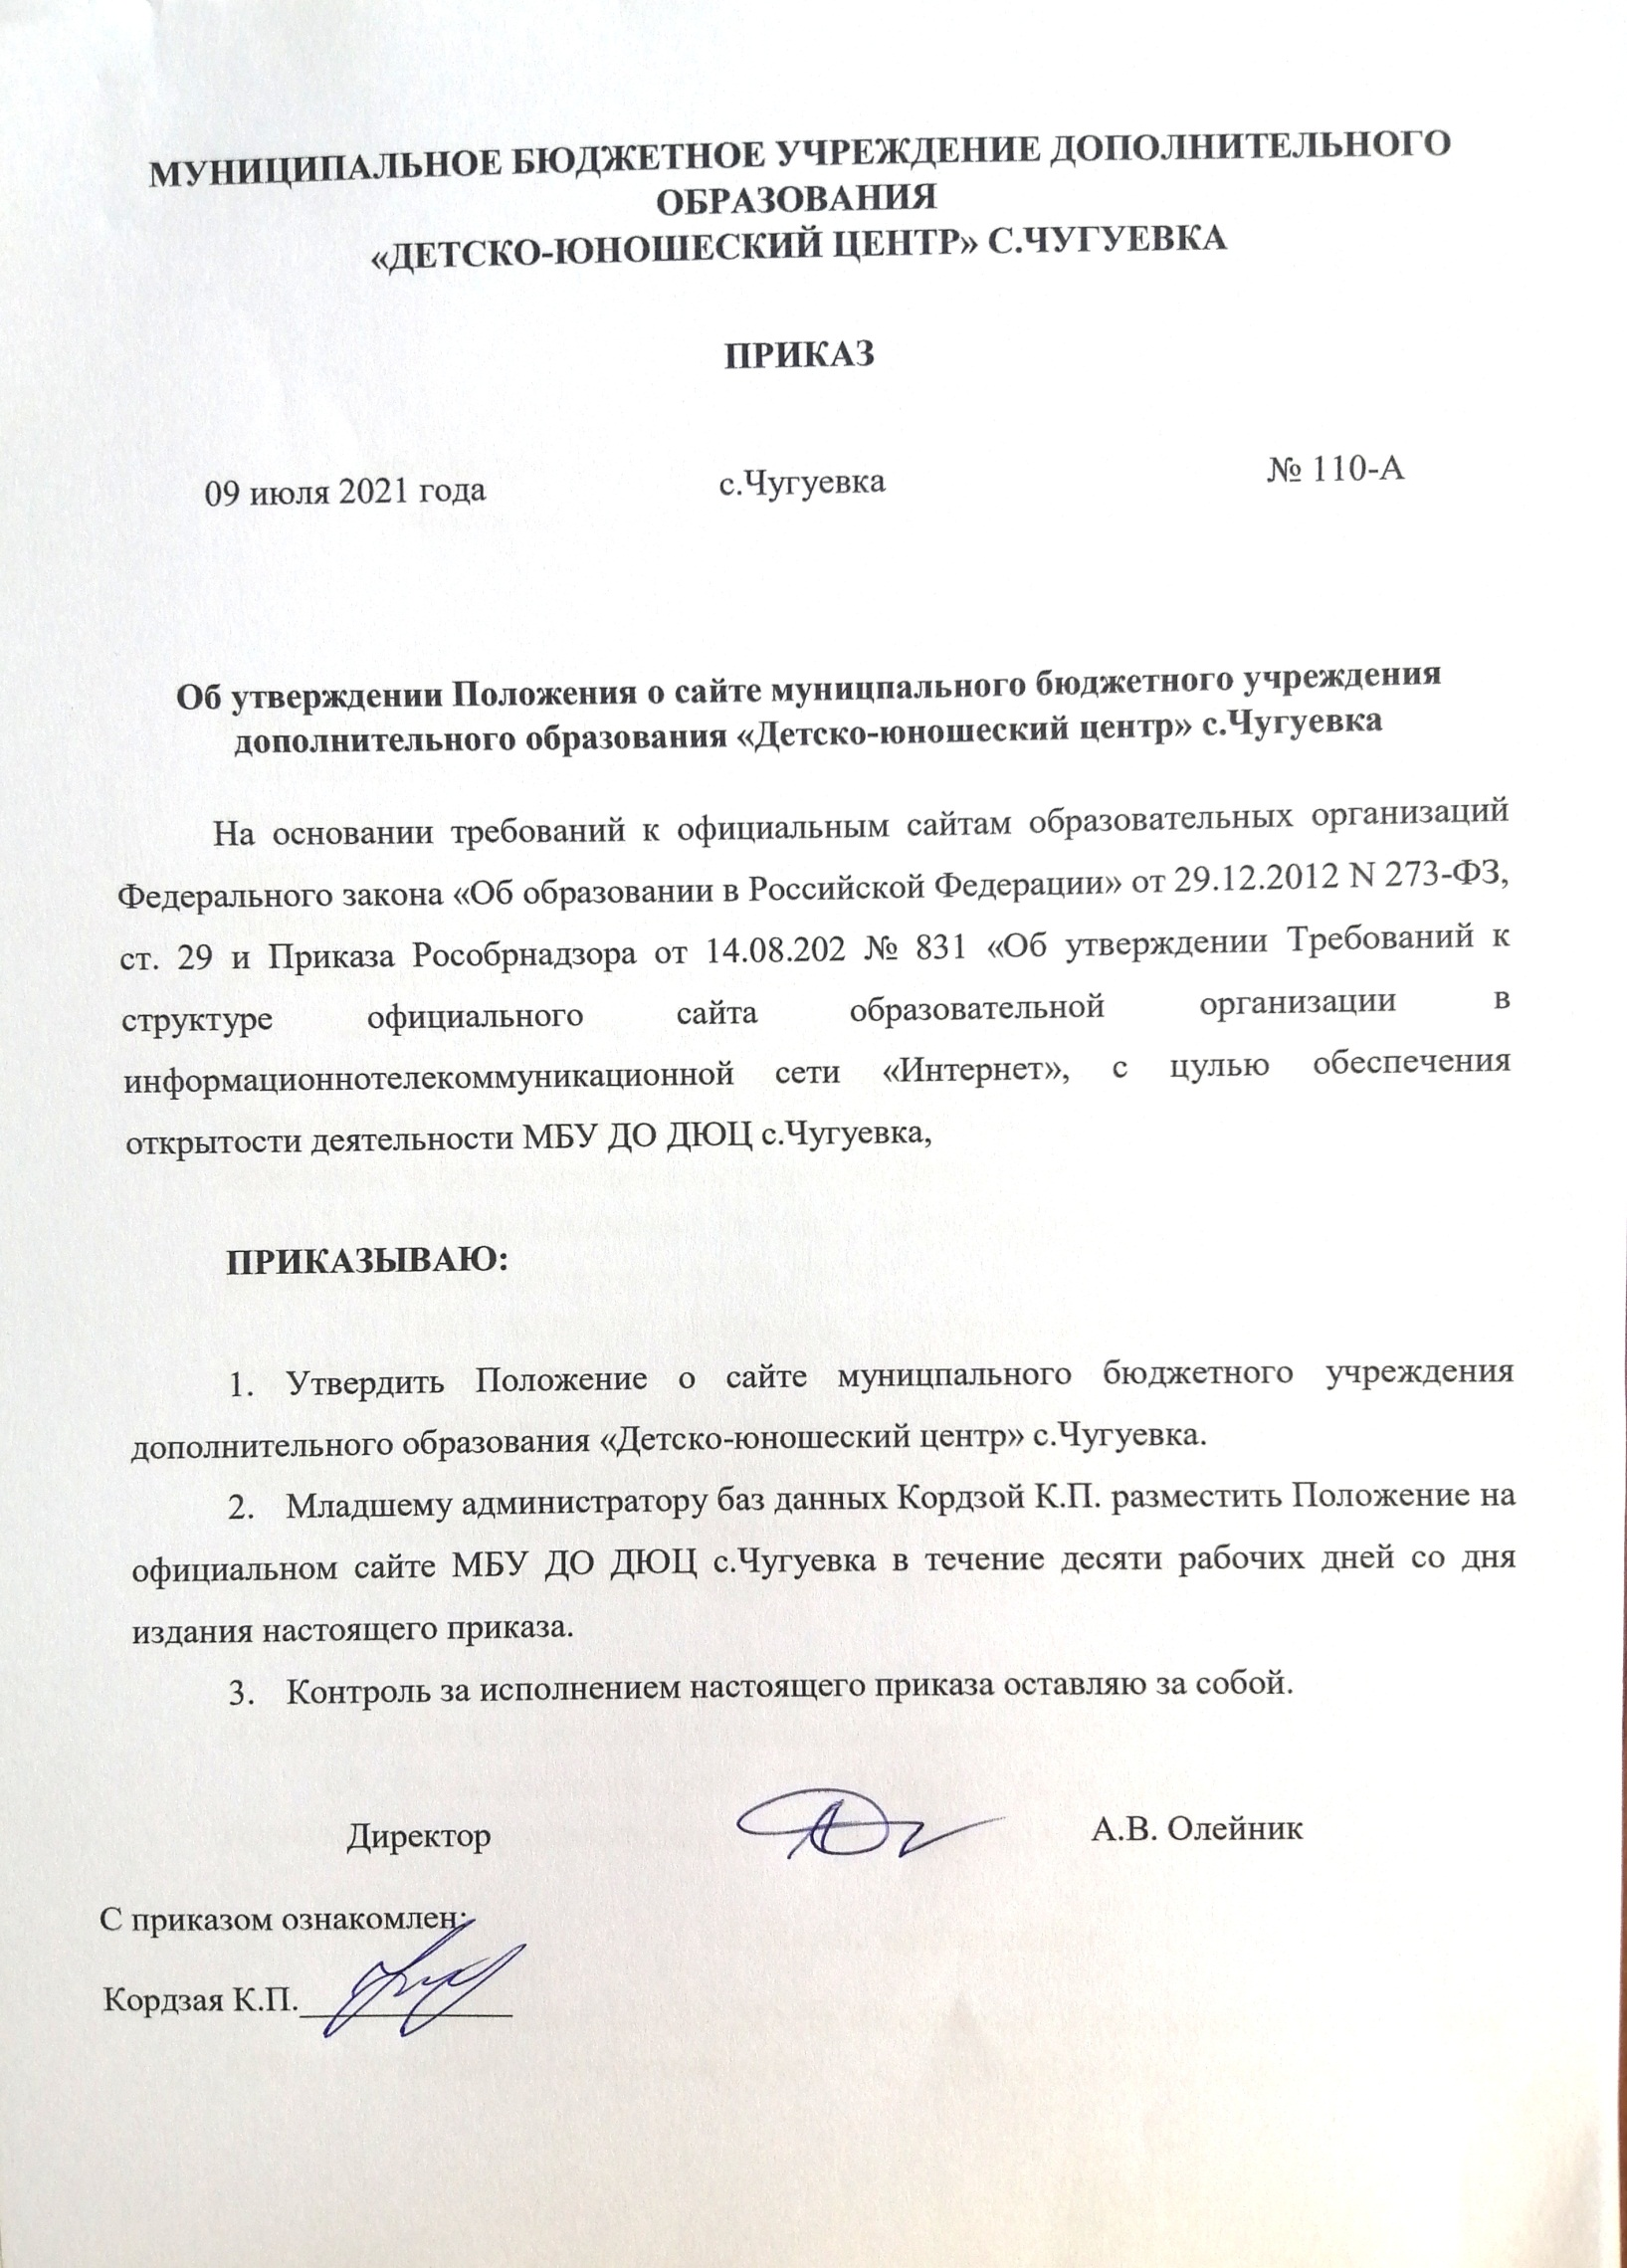 МУНИЦИПАЛЬНОЕ БЮДЖЕТНОЕ УЧРЕЖДЕНИЕ ДОПОЛНИТЕЛЬНОГО
ОБРАЗОВАНИЯ
«ДЕТСКО-ЮНОШЕСКИЙ ЦЕНТР» С.ЧУГУЕВКА
ПРИКАЗ
09 июля 2021 года с.Чугуевка № 110-А
Об утверждении Положения о сайте муницпального бюджетного учреждения
дополнительного образования «Детско-юношеский центр» с.Чугуевка
На основании требований к официальным сайтам образовательных организаций
Федерального закона «Об образовании в Российской Федерации» от 29.12.2012 N 273-ФЗ,
ст. 29 и Приказа Рособрнадзора от 14.08.202 № 831 «Об утверждении Требований к
структуре официального сайта образовательной организации в
информационнотелекоммуникационной сети «Интернет», с цулью обеспечения
открытости деятельности МБУ ДО ДЮЦ с.Чугуевка,
ПРИКАЗЫВАЮ:
1. Утвердить Положение о сайте муницпального бюджетного учреждения
дополнительного образования «Детско-юношеский центр» с.Чугуевка.
2. Младшему администратору баз данных Кордзой К.П. разместить Положение на
официальном сайте МБУ ДО ДЮЦ с.Чугуевка в течение десяти рабочих дней со дня
издания настоящего приказа.
3. Контроль за исполнением настоящего приказа оставляю за собой.
Директор А.В. Олейник
С приказом ознакомлен:
Кордзая К.П.